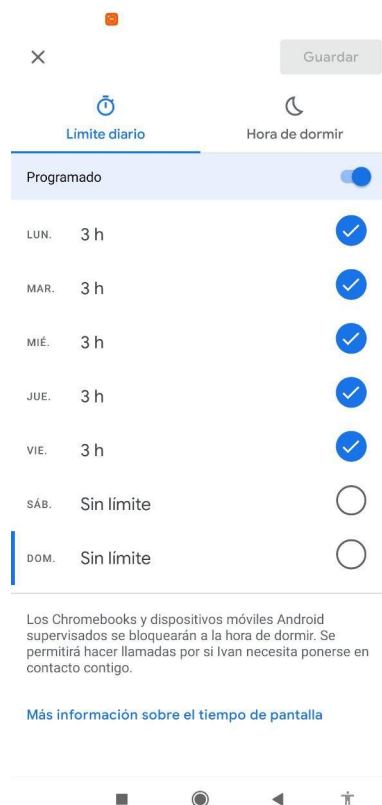 Guardar
Límite diario
Hora de dormir
Programado
LUN. 3 h
MAR. 3 h
MIÉ. 3 h
JUE. 3 h
VIE. 3 h
SÁB. Sin límite
DOM. Sin límite
Los Chromebooks y dispositivos móviles Android
supervisados se bloquearán a la hora de dormir. Se
permitirá hacer llamadas por si Ivan necesita ponerse en
contacto contigo.
Más información sobre el tiempo de pantalla